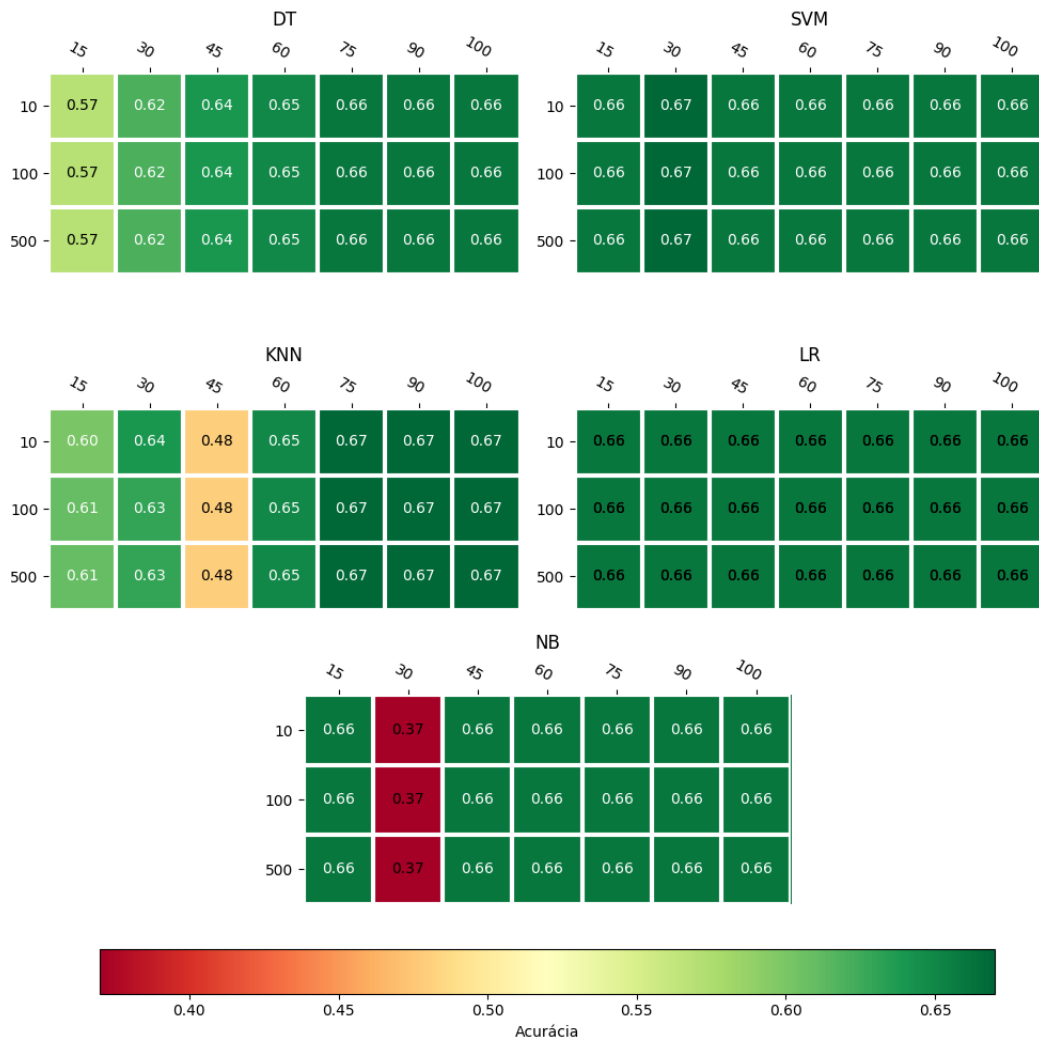 DT
15 30 45 60 75 90 100
10 0.57 0.62 0.64 0.65 0.66 0.66 0.66
100 0.57 0.62 0.64 0.65 0.66 0.66 0.66
500 0.57 0.62 0.64 0.65 0.66 0.66 0.66
SVM
15 30 45 60 75 90 100
10 0.66 0.67 0.66 0.66 0.66 0.66 0.66
100 0.66 0.67 0.66 0.66 0.66 0.66 0.66
500 0.66 0.67 0.66 0.66 0.66 0.66 0.66
KNN
15 30 45 60 75 90 100
10 0.60 0.64 0.48 0.65 0.67 0.67 0.67
100 0.61 0.63 0.48 0.65 0.67 0.67 0.67
500 0.61 0.63 0.48 0.65 0.67 0.67 0.67
LR
15 30 45 60 75 90 100
10 0.66 0.66 0.66 0.66 0.66 0.66 0.66
100 0.66 0.66 0.66 0.66 0.66 0.66 0.66
500 0.66 0.66 0.66 0.66 0.66 0.66 0.66
NB
15 30 45 60 75 90 100
10 0.66 0.37 0.66 0.66 0.66 0.66 0.66
100 0.66 0.37 0.66 0.66 0.66 0.66 0.66
500 0.66 0.37 0.66 0.66 0.66 0.66 0.66
0.40 0.45 0.50 0.55 0.60 0.65
Acurácia